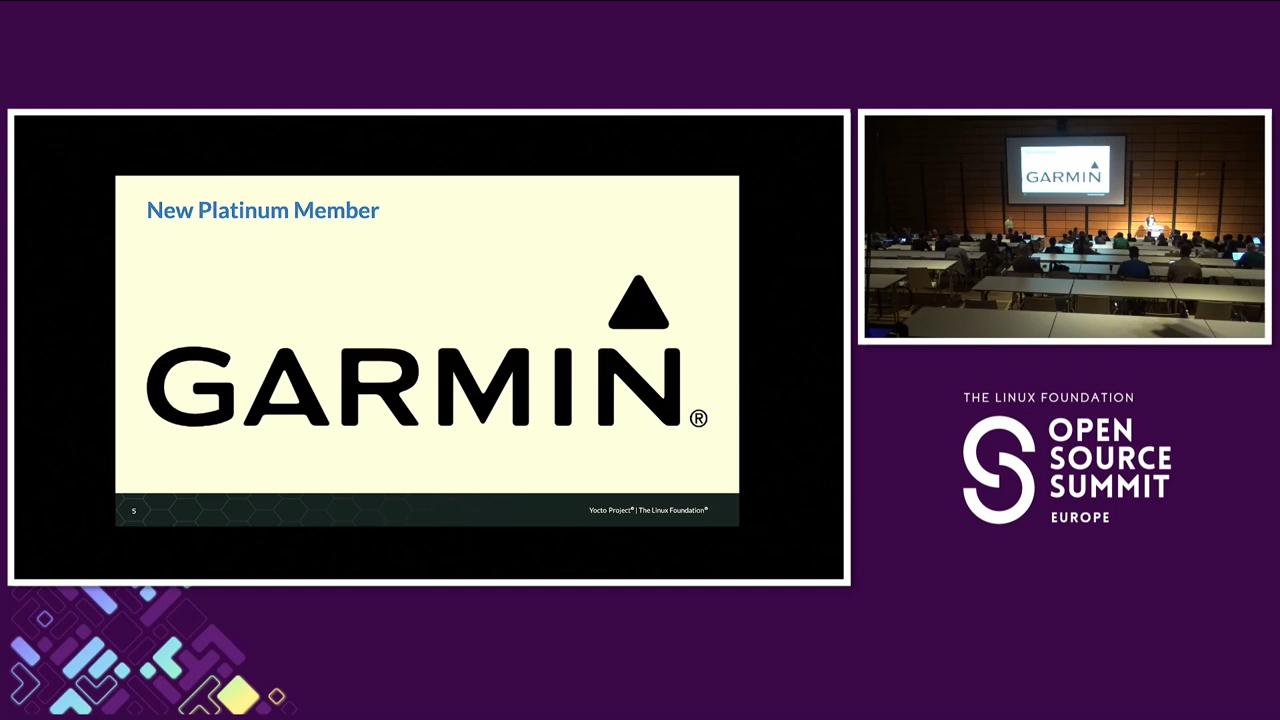 New Platinum Member
GARMIN®
5
Yocto Project® | The Linux Foundation®
GARMIN
THE LINUX FOUNDATION
OPEN
SOURCE
SUMMIT
EUROPE